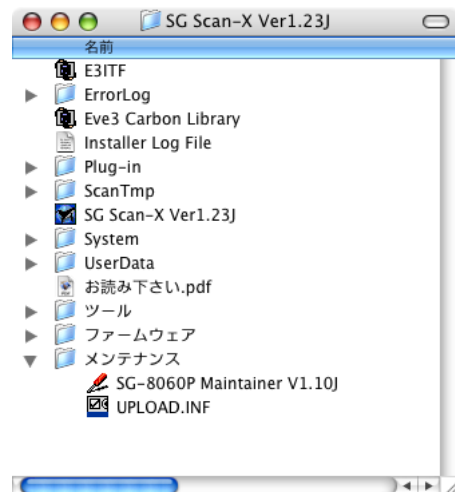 SG Scan-X Ver1.23J
名前
E3ITF
ErrorLog
Eve3 Carbon Library
Installer Log File
Plug-in
ScanTmp
SG Scan-X Ver1.23J
System
UserData
お読み下さい.pdf
ツール
ファームウェア
メンテナンス
SG-8060P Maintainer V1.10J
UPLOAD.INF